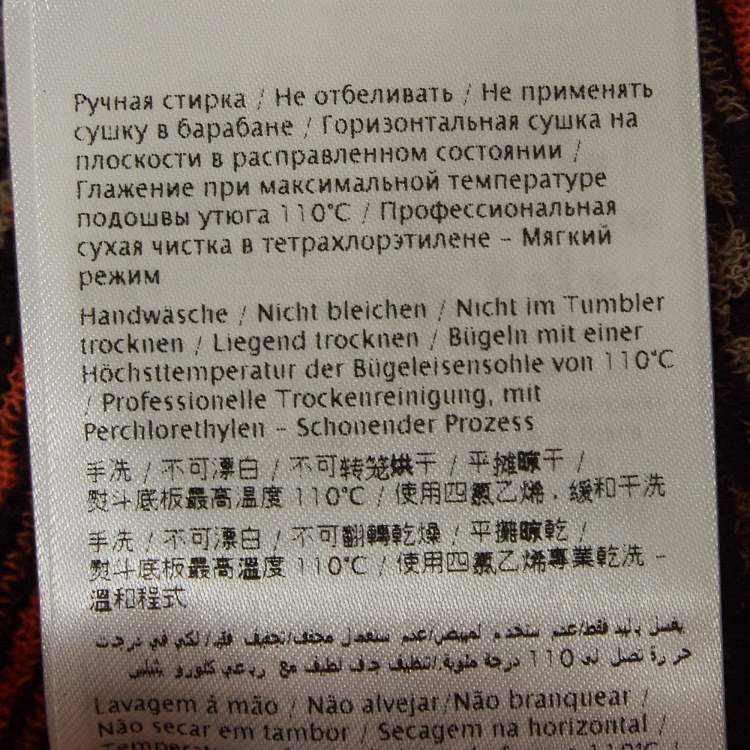 Ручная стирка / Не отбеливать / Не применять
сушку в барабане / Горизонтальная сушка на
плоскости в расправленном состоянии /
Глажение при максимальной температуре
подошвы утюга 110°C / Профессиональная
сухая чистка в тетрахлорэтилене – Мягкий
режим
Handwäsche / Nicht bleichen / Nicht im Tumbler
trocknen / Liegend trocknen / Bügeln mit einer
Höchsttemperatur der Bügeleisensohle von 110°C
/ Professionelle Trockenreinigung, mit
Perchlorethylen – Schonender Prozess
手洗 / 不可漂白 / 不可转笼烘干 / 平摊晾干 /
熨斗底板最高温度 110°C / 使用四氯乙烯，缓和干洗
手洗 / 不可漂白 / 不可翻轉乾燥 / 平攤晾乾 /
熨斗底板最高溫度 110°C / 使用四氯乙烯專業乾洗 –
溫和程式
110 درجة مئوية
Lavagem à mão / Não alvejar/Não branquear /
Não secar em tambor / Secagem na horizontal /